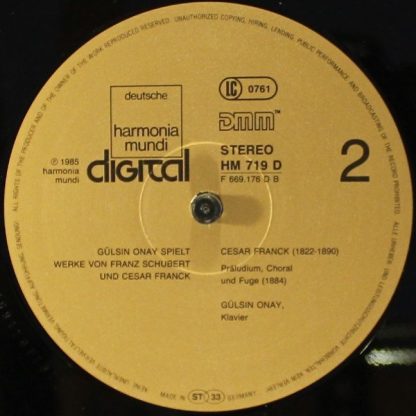 ALL RIGHTS OF THE PRODUCER AND OF THE OWNER OF THE WORK REPRODUCED RESERVED. UNAUTHORIZED COPYING, HIRING, LENDING, PUBLIC PERFORMANCE AND BROADCASTING OF THE RECORD PROHIBITED.
LC 0761
deutsche
harmonia
mundi
DMM™
digital
STEREO
HM 719 D
F 669.176 D B
2
℗ 1985
harmonia
mundi
GÜLSIN ONAY SPIELT
WERKE VON FRANZ SCHUBERT
UND CESAR FRANCK
CESAR FRANCK (1822-1890)
Präludium, Choral
und Fuge (1884)
GÜLSIN ONAY,
Klavier
MADE IN
ST 33
GERMANY.